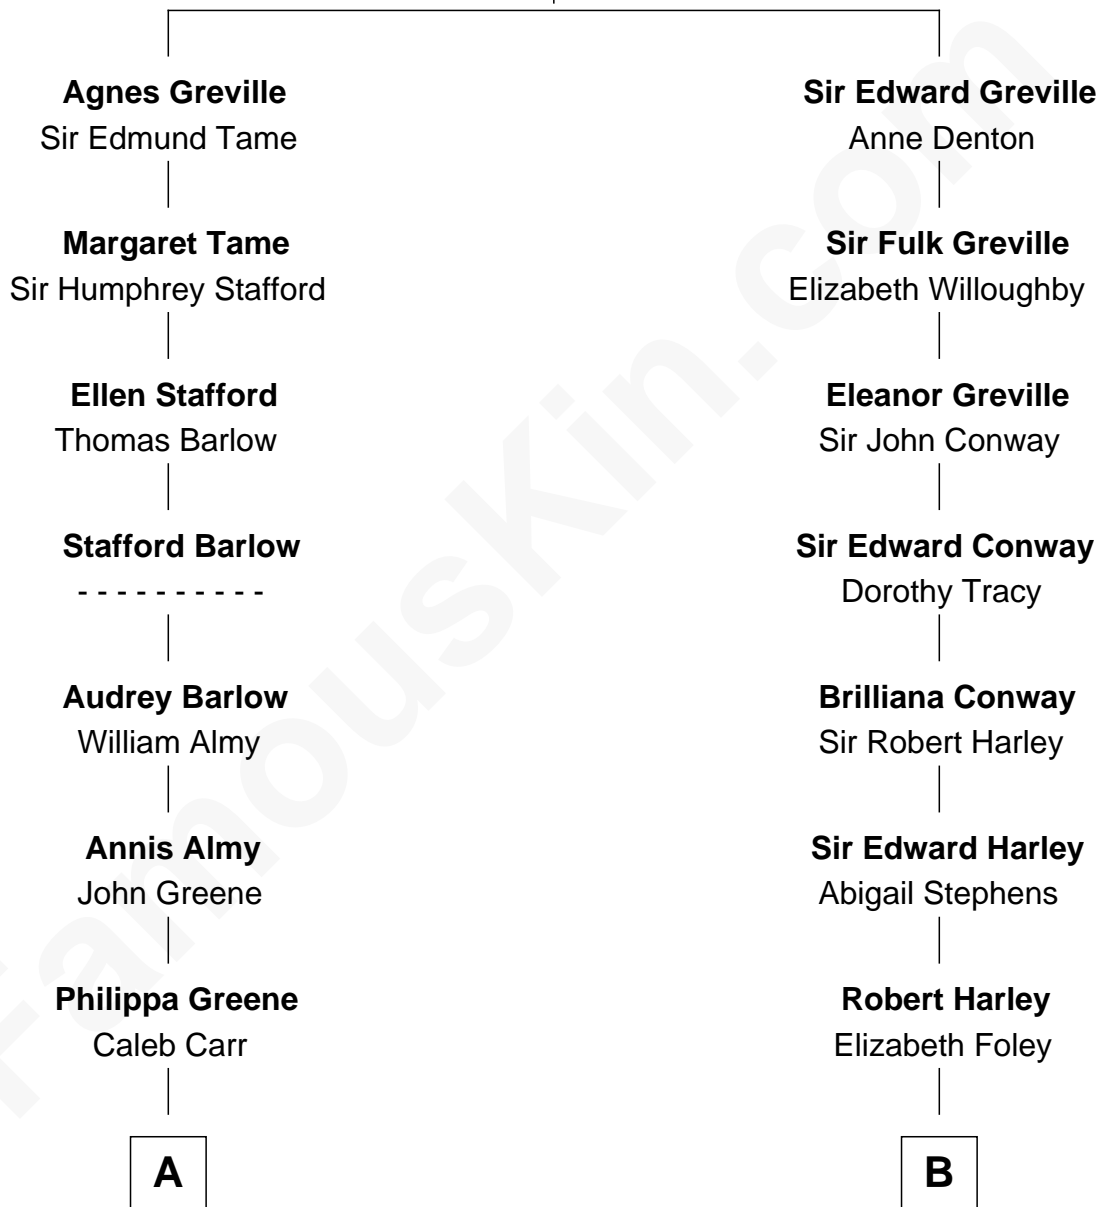 Agnes Greville
Sir Edmund Tame
Margaret Tame
Sir Humphrey Stafford
Ellen Stafford
Thomas Barlow
Stafford Barlow
- - - - - - - - - -
Audrey Barlow
William Almy
Annis Almy
John Greene
Philippa Greene
Caleb Carr
A
Sir Edward Greville
Anne Denton
Sir Fulk Greville
Elizabeth Willoughby
Eleanor Greville
Sir John Conway
Sir Edward Conway
Dorothy Tracy
Brilliana Conway
Sir Robert Harley
Sir Edward Harley
Abigail Stephens
Robert Harley
Elizabeth Foley
B
FamousKin.com